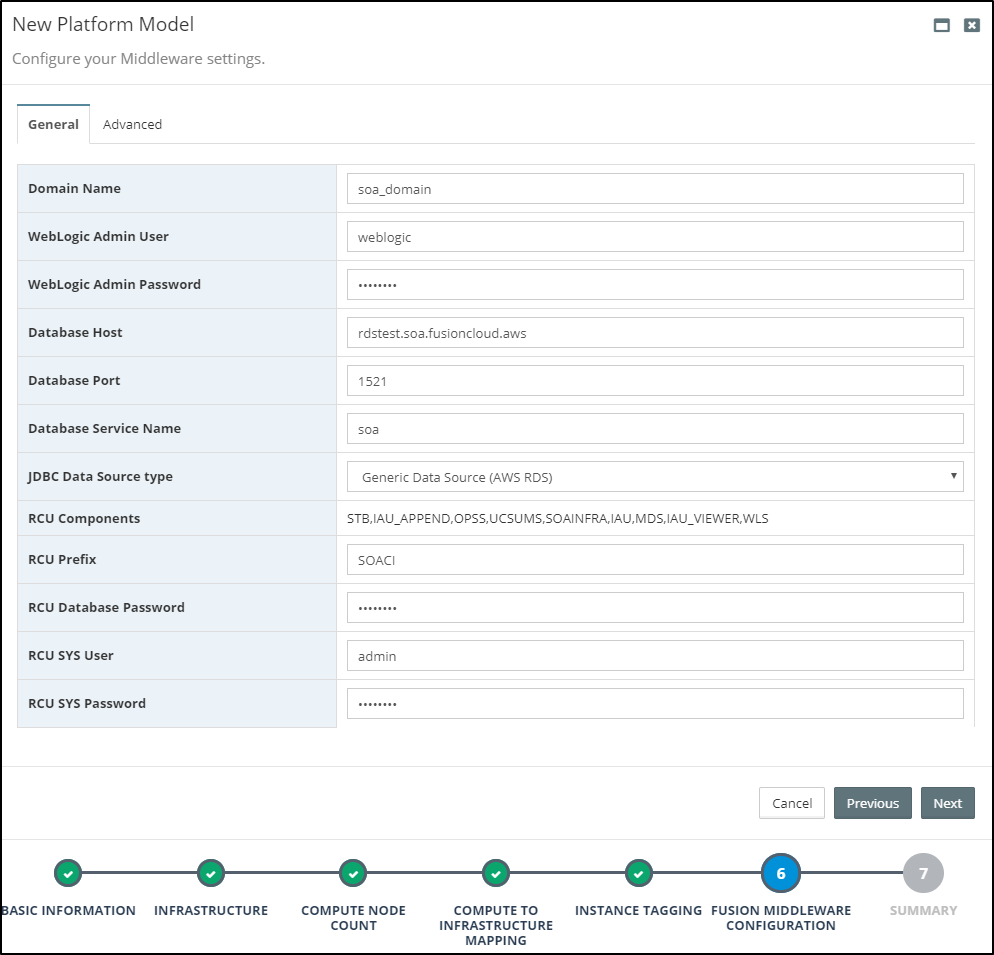 New Platform Model
Configure your Middleware settings.
General Advanced
Domain Name soa_domain
WebLogic Admin User weblogic
WebLogic Admin Password ••••••••
Database Host rdstest.soa.fusioncloud.aws
Database Port 1521
Database Service Name soa
JDBC Data Source type Generic Data Source (AWS RDS)
RCU Components STB,IAU_APPEND,OPSS,UCSUMS,SOAINFRA,IAU,MDS,IAU_VIEWER,WLS
RCU Prefix SOACI
RCU Database Password ••••••••
RCU SYS User admin
RCU SYS Password ••••••••
Cancel Previous Next
6 7
BASIC INFORMATION INFRASTRUCTURE COMPUTE NODE COUNT COMPUTE TO INFRASTRUCTURE MAPPING INSTANCE TAGGING FUSION MIDDLEWARE CONFIGURATION SUMMARY